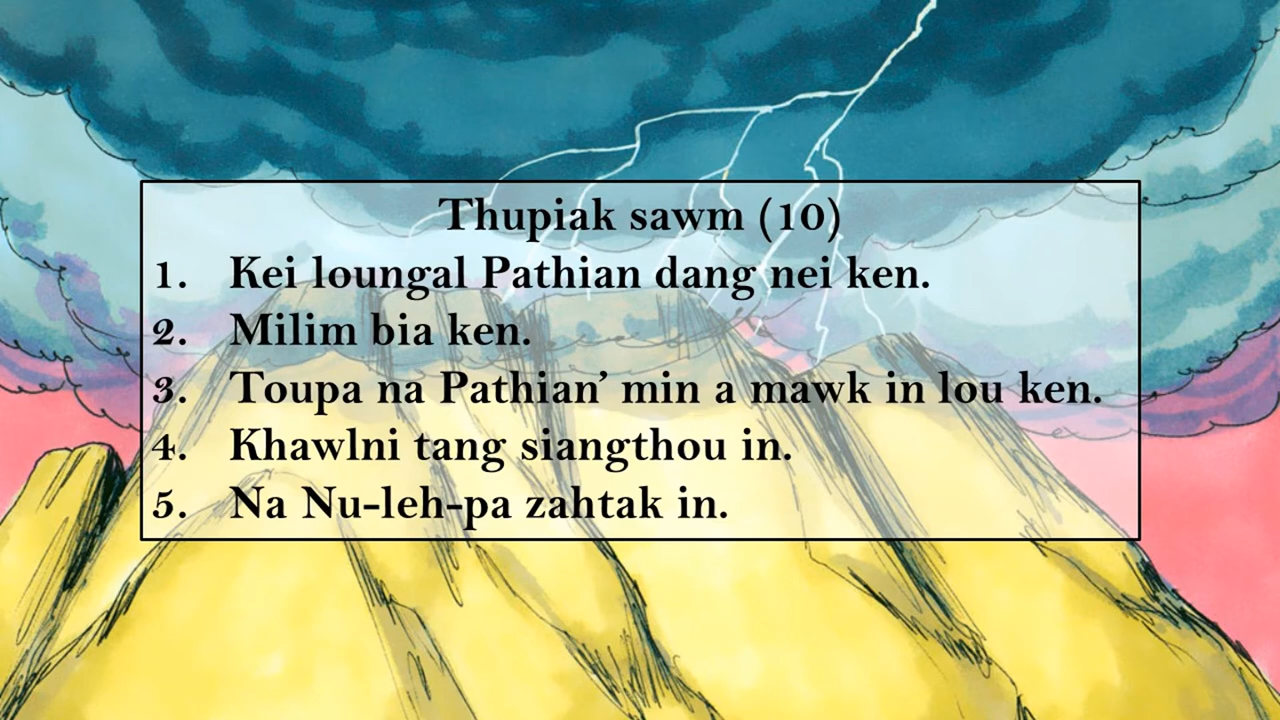 Thupiak sawm (10)
1. Kei loungal Pathian dang nei ken.
2. Milim bia ken.
3. Toupa na Pathian’ min a mawk in lou ken.
4. Khawlni tang siangthou in.
5. Na Nu-leh-pa zahtak in.